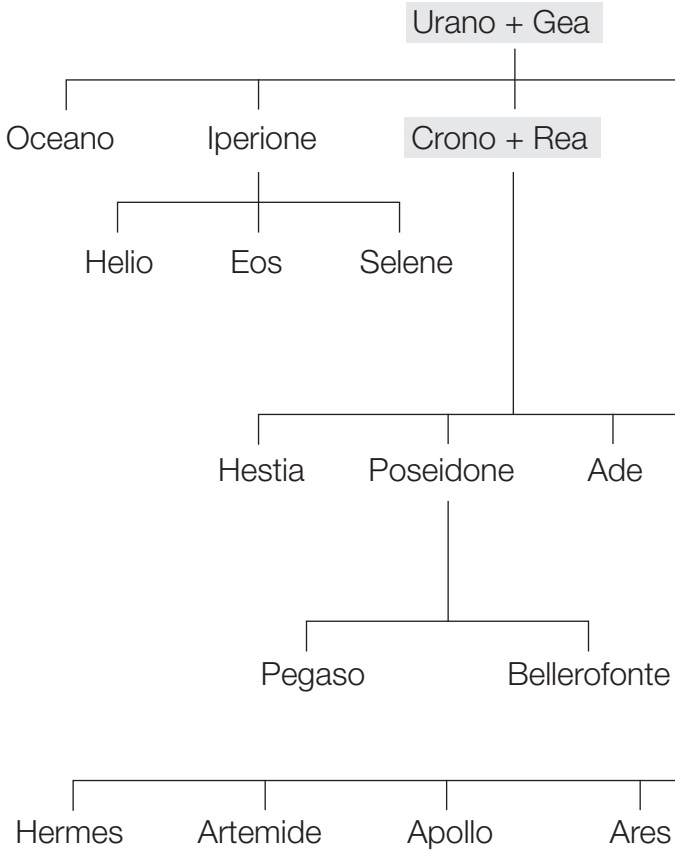 Urano + Gea
Oceano Iperione Crono + Rea
Helio Eos Selene
Hestia Poseidone Ade
Pegaso Bellerofonte
Hermes Artemide Apollo Ares